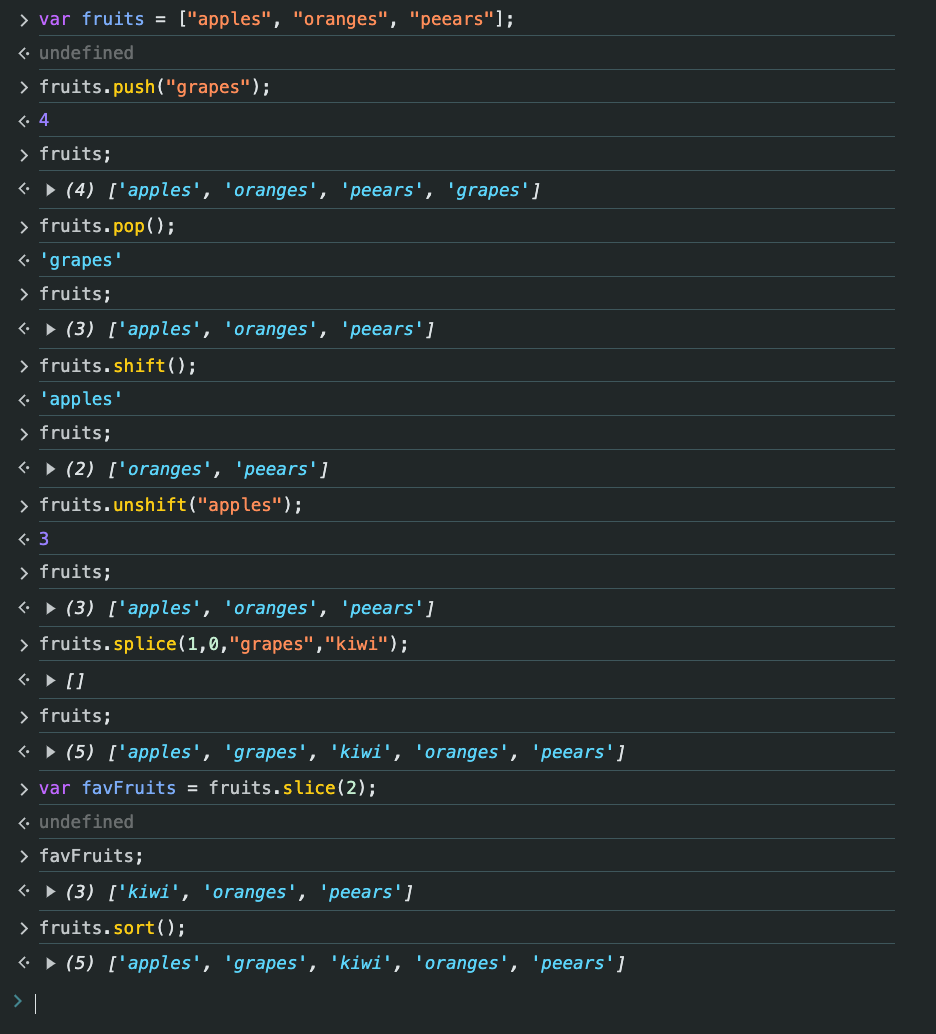 > var fruits = ["apples", "oranges", "peears"];
<· undefined
> fruits.push("grapes");
<· 4
> fruits;
<· ▶ (4) ['apples', 'oranges', 'peears', 'grapes']
> fruits.pop();
<· 'grapes'
> fruits;
<· ▶ (3) ['apples', 'oranges', 'peears']
> fruits.shift();
<· 'apples'
> fruits;
<· ▶ (2) ['oranges', 'peears']
> fruits.unshift("apples");
<· 3
> fruits;
<· ▶ (3) ['apples', 'oranges', 'peears']
> fruits.splice(1,0,"grapes","kiwi");
<· ▶ []
> fruits;
<· ▶ (5) ['apples', 'grapes', 'kiwi', 'oranges', 'peears']
> var favFruits = fruits.slice(2);
<· undefined
> favFruits;
<· ▶ (3) ['kiwi', 'oranges', 'peears']
> fruits.sort();
<· ▶ (5) ['apples', 'grapes', 'kiwi', 'oranges', 'peears']
>